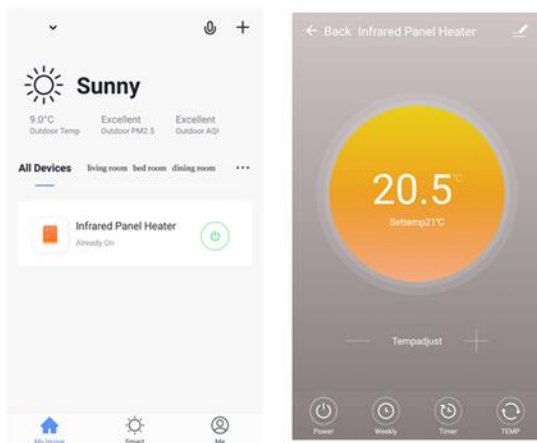 Sunny
9.0°C Excellent Excellent
Outdoor Temp Outdoor PM2.5 Outdoor AQI
All Devices living room bed room dining room ...
Infrared Panel Heater
Already On
My Home Smart Me
← Back Infrared Panel Heater
20.5°C
Settemp21℃
— Tempadjust +
Power Weekly Timer TEMP